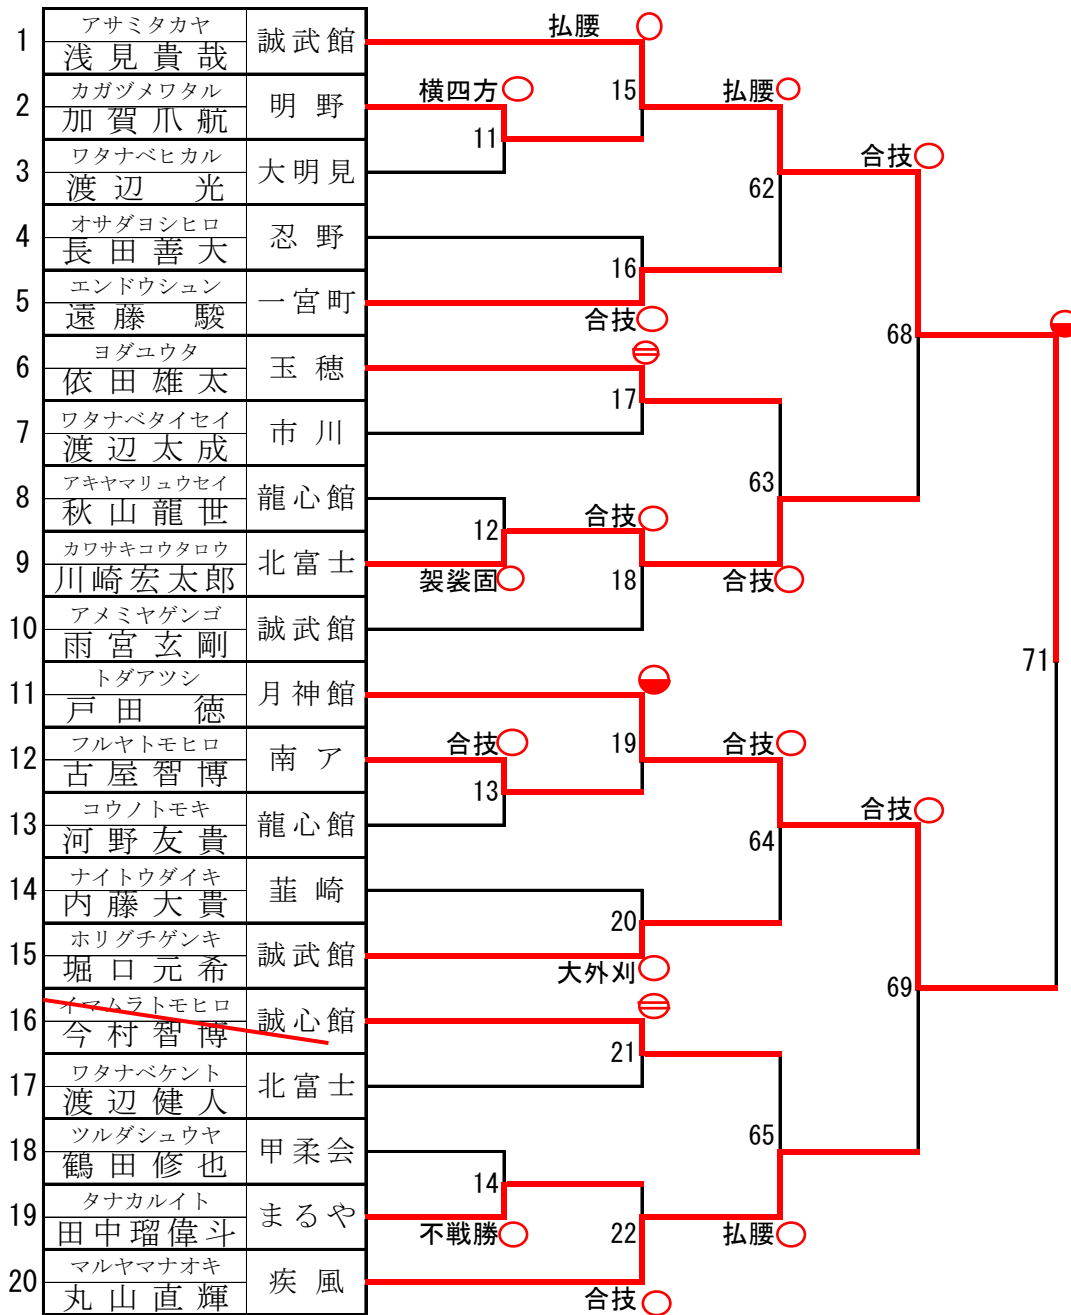 1 アサミタカヤ 浅見貴哉 誠武館
2 カガヅメワタル 加賀爪航 明野
3 ワタナベヒカル 渡辺 光 大明見
4 オサダヨシヒロ 長田善大 忍野
5 エンドウシュン 遠藤 駿 一宮町
6 ヨダユウタ 依田雄太 玉穂
7 ワタナベタイセイ 渡辺太成 市川
8 アキヤマリュウセイ 秋山龍世 龍心館
9 カワサキコウタロウ 川崎宏太郎 北富士
10 アメミヤゲンゴ 雨宮玄剛 誠武館
11 トダアツシ 戸田 徳 月神館
12 フルヤトモヒロ 古屋智博 南ア
13 コウノトモキ 河野友貴 龍心館
14 ナイトウダイキ 内藤大貴 韮崎
15 ホリグチゲンキ 堀口元希 誠武館
16 イマムラトモヒロ 今村智博 誠心館
17 ワタナベケント 渡辺健人 北富士
18 ツルダシュウヤ 鶴田修也 甲柔会
19 タナカルイト 田中瑠偉斗 まるや
20 マルヤマナオキ 丸山直輝 疾風
横四方
11
12
袈裟固
合技
13
14
不戦勝
払腰
15
16
合技
17
合技
18
19
20
大外刈
21
22
合技
払腰
62
63
合技
合技
64
65
払腰
合技
68
合技
69
71